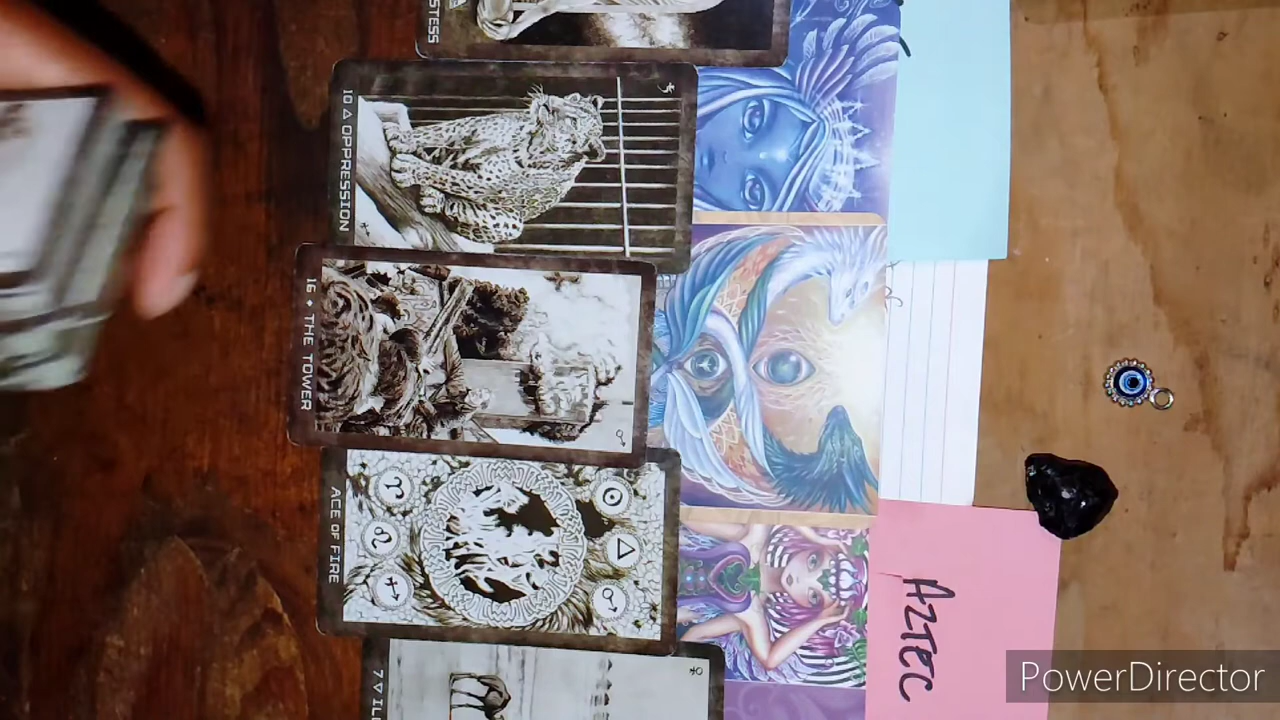 STESS
10 △ OPPRESSION
16 ♦ THE TOWER
ACE OF FIRE
AZTEC
PowerDirector